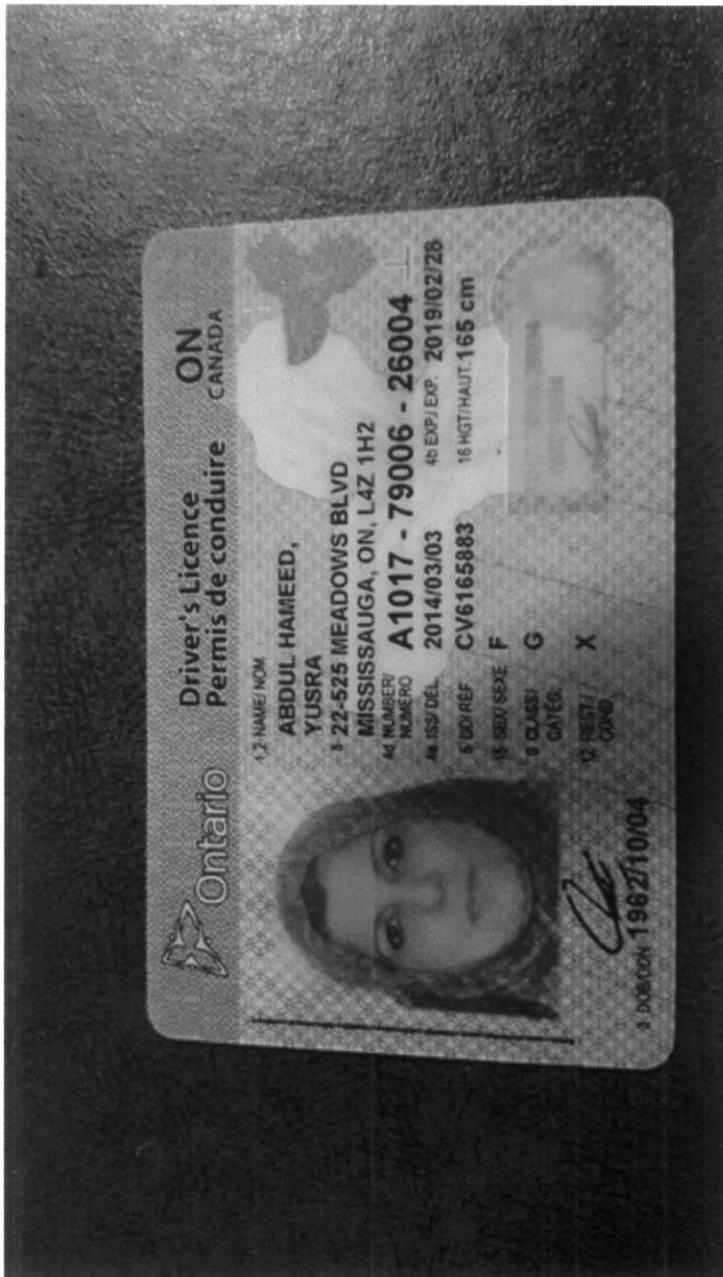 Ontario
Driver's Licence
Permis de conduire
ON
CANADA
1,2 NAME/NOM
ABDUL HAMEED,
YUSRA
8 22-525 MEADOWS BLVD
MISSISSAUGA, ON, L4Z 1H2
4d NUMBER/
NUMÉRO A1017 - 79006 - 26004
4a ISS/DÉL. 2014/03/03 4b EXP./EXP. 2019/02/28
5 DD/RÉF CV6165883 16 HGT/HAUT. 165 cm
15 SEX/SEXE F
9 CLASS/
CATÉG. G
12 REST./
COND. X
3 DOB/DDN 1962/10/04